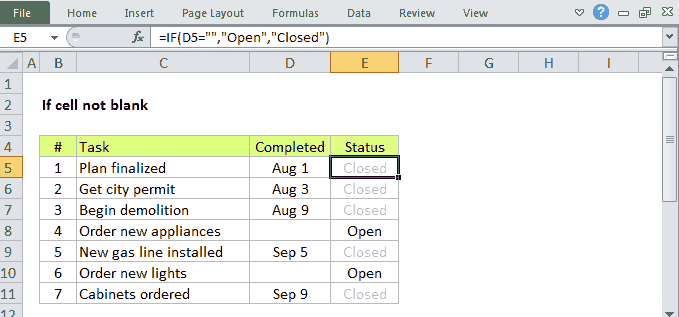 File Home Insert Page Layout Formulas Data Review View
E5 fx =IF(D5="","Open","Closed")
A B C D E F G H I
1
2 If cell not blank
3
4 # Task Completed Status
5 1 Plan finalized Aug 1 Closed
6 2 Get city permit Aug 3 Closed
7 3 Begin demolition Aug 9 Closed
8 4 Order new appliances Open
9 5 New gas line installed Sep 5 Closed
10 6 Order new lights Open
11 7 Cabinets ordered Sep 9 Closed
12